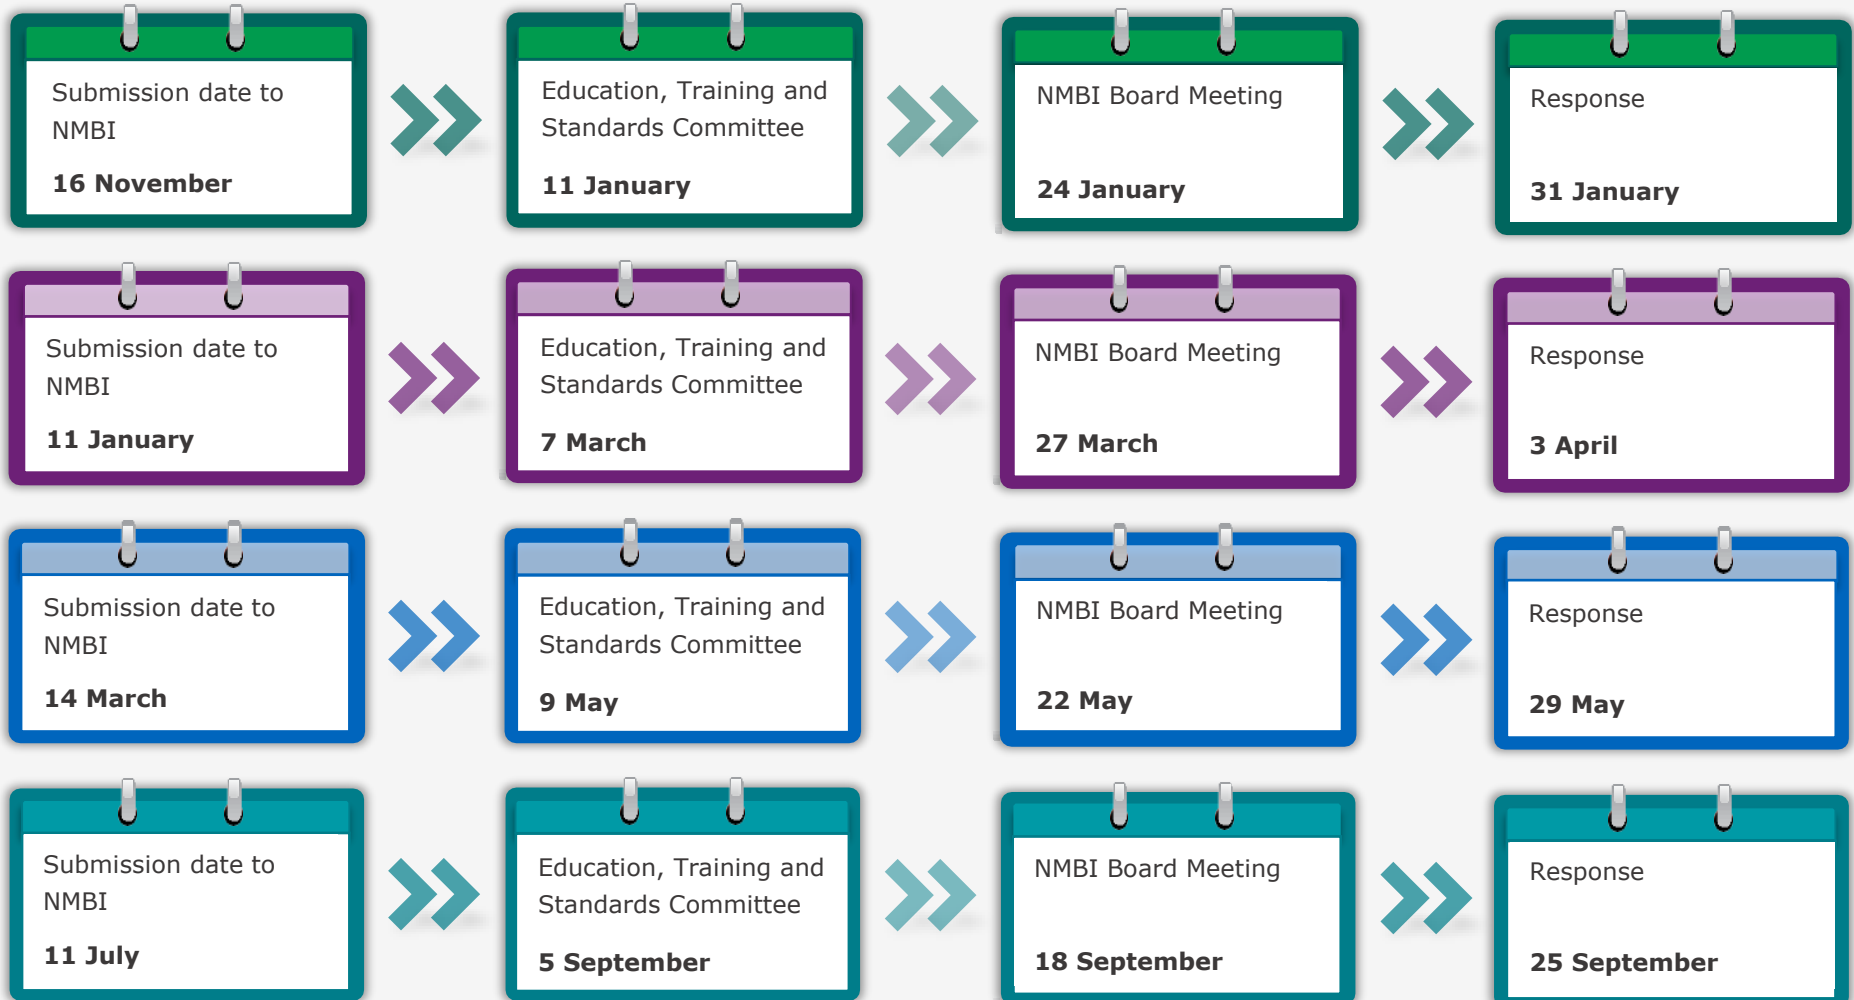 Submission date to
NMBI
16 November
Education, Training and
Standards Committee
11 January
NMBI Board Meeting
24 January
Response
31 January
Submission date to
NMBI
11 January
Education, Training and
Standards Committee
7 March
NMBI Board Meeting
27 March
Response
3 April
Submission date to
NMBI
14 March
Education, Training and
Standards Committee
9 May
NMBI Board Meeting
22 May
Response
29 May
Submission date to
NMBI
11 July
Education, Training and
Standards Committee
5 September
NMBI Board Meeting
18 September
Response
25 September